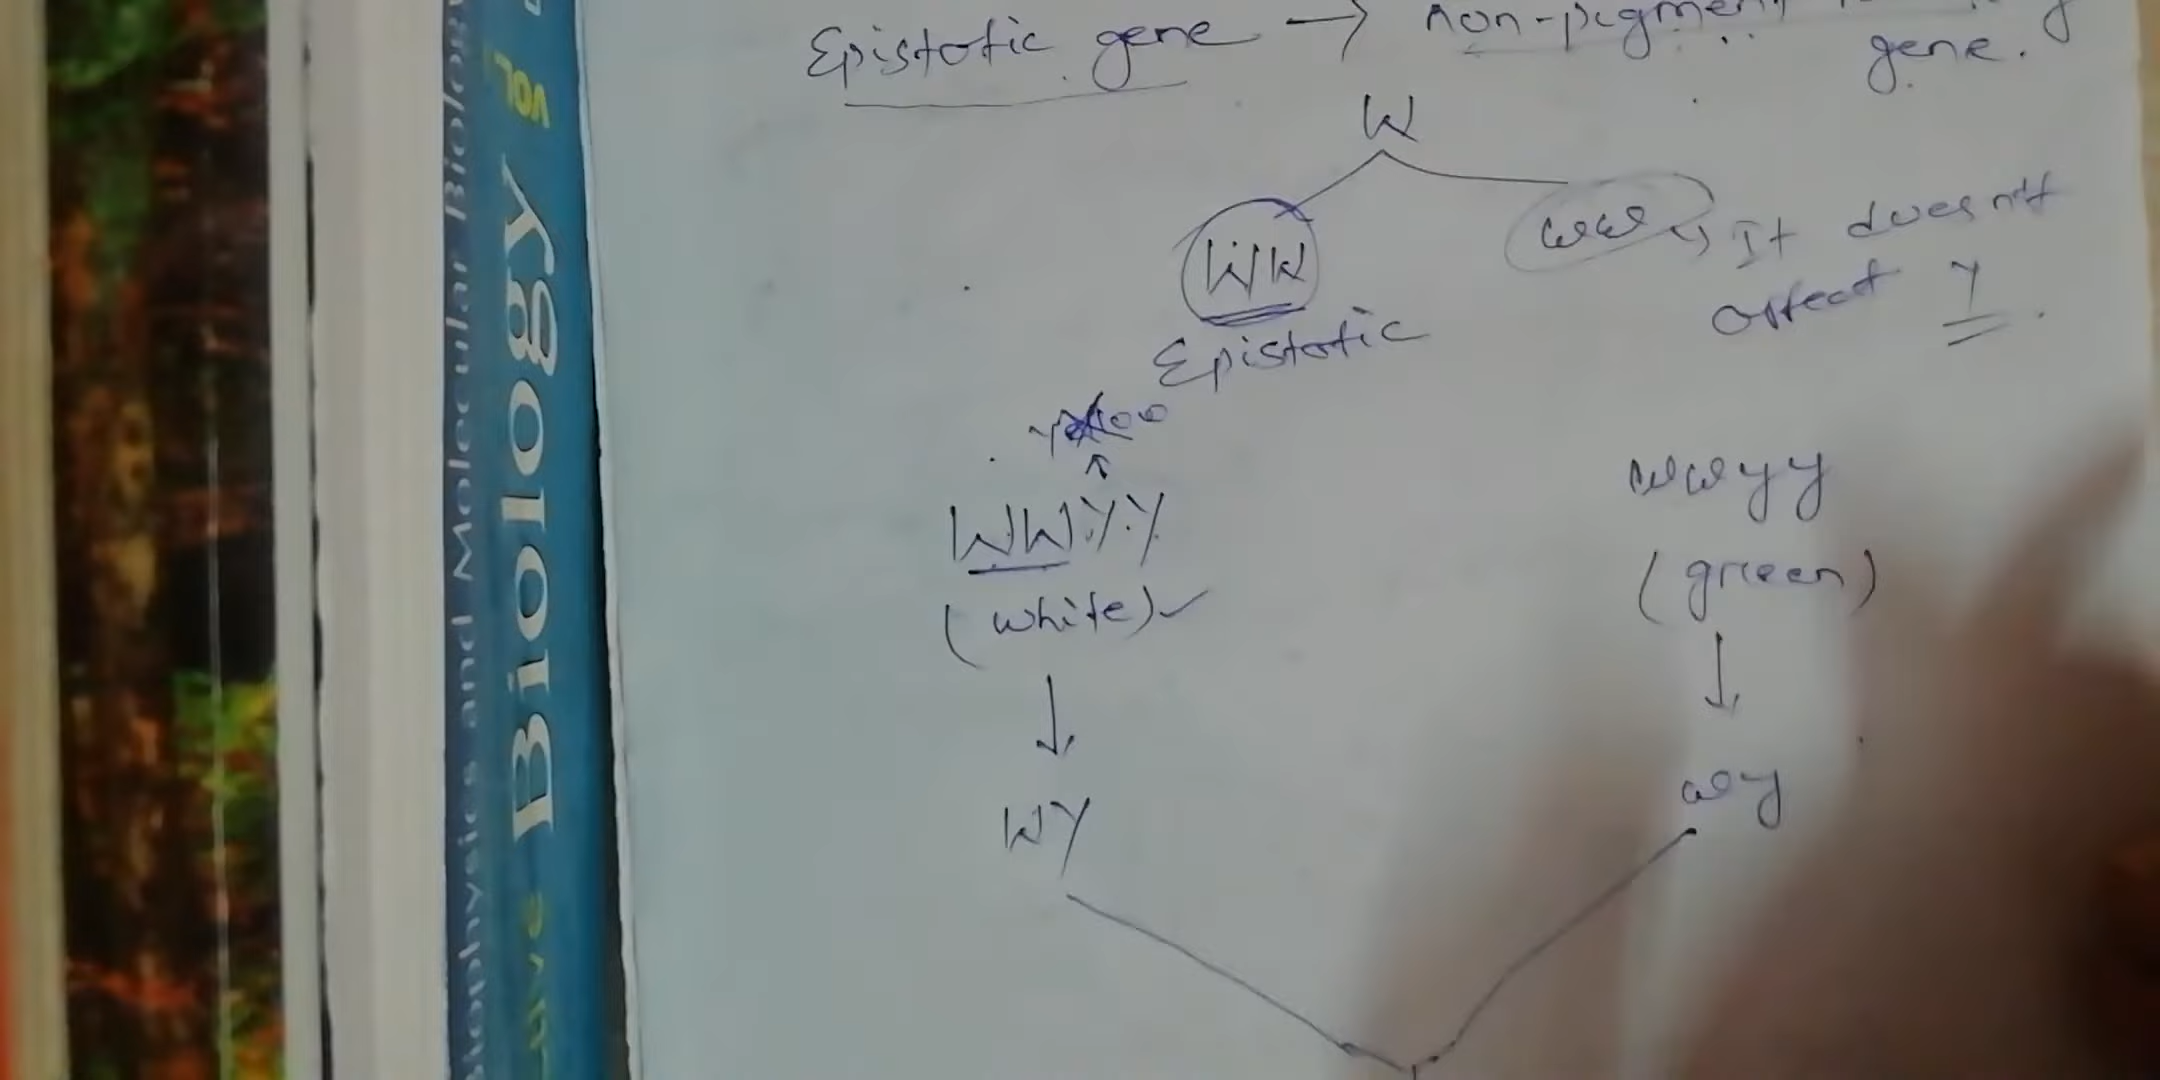 Epistatic gene → Non-pigment
gene.
W
WW
ww → It doesn't
affect Y
Epistatic
WWYY
wwyy
(white) ✓
(green)
↓
↓
WY
wy
VOL
Biology
Biophysics and Molecular Biology